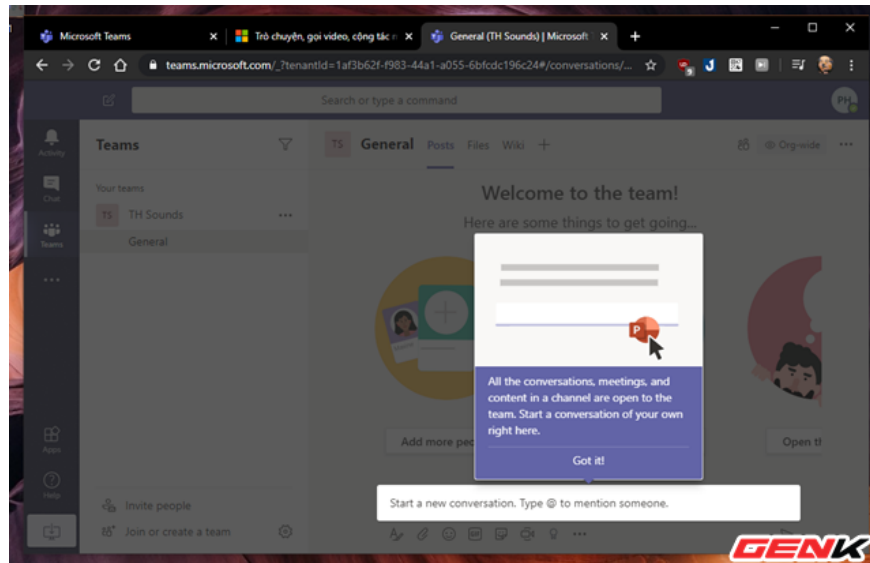 Microsoft Teams
Trò chuyện, gọi video, cộng tác n
General (TH Sounds) | Microsoft T
teams.microsoft.com/_?tenantId=1af3b62f-f983-44a1-a055-6bfcdc196c24#/conversations/...
Search or type a command
PH
Activity
Chat
Teams
Apps
Help
Teams
Your teams
TS TH Sounds
General
Invite people
Join or create a team
TS General Posts Files Wiki
Org-wide
Welcome to the team!
Here are some things to get going...
P
All the conversations, meetings, and
content in a channel are open to the
team. Start a conversation of your own
right here.
Got it!
Add more peo
Open th
Start a new conversation. Type @ to mention someone.
GENK